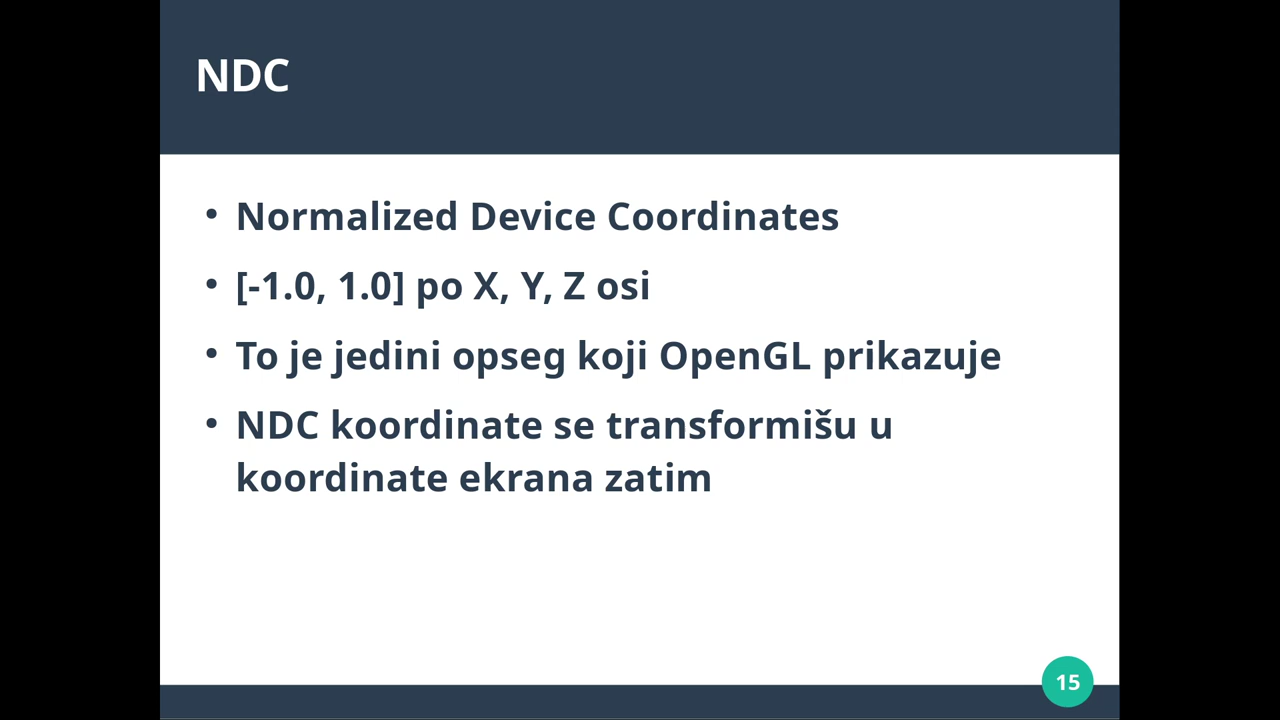 NDC
• Normalized Device Coordinates
• [-1.0, 1.0] po X, Y, Z osi
• To je jedini opseg koji OpenGL prikazuje
• NDC koordinate se transformišu u
koordinate ekrana zatim
15